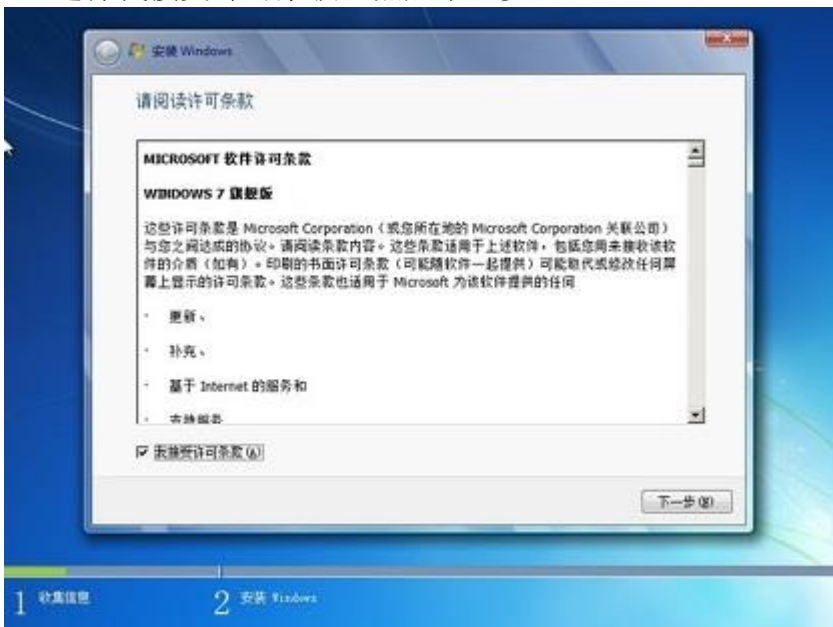 安装 Windows
请阅读许可条款
MICROSOFT 软件许可条款
WINDOWS 7 旗舰版
这些许可条款是 Microsoft Corporation（或您所在地的 Microsoft Corporation 关联公司）
与您之间达成的协议。请阅读条款内容。这些条款适用于上述软件，包括您用来接收该软
件的介质（如有）。印刷的书面许可条款（可能随软件一起提供）可能取代或修改任何屏
幕上显示的许可条款。这些条款也适用于 Microsoft 为该软件提供的任何
· 更新、
· 补充、
· 基于 Internet 的服务和
· 支持服务
我接受许可条款(A)
下一步(N)
1 收集信息
2 安装 Windows